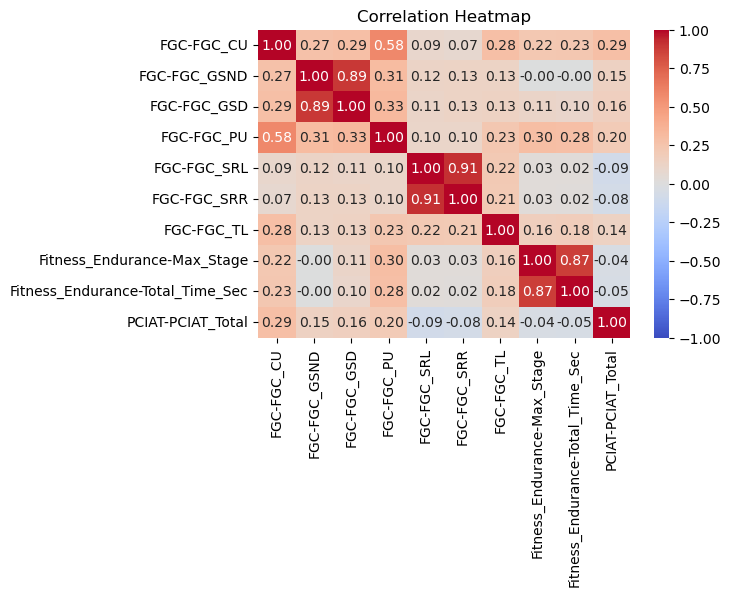 Correlation Heatmap
FGC-FGC_CU 1.00 0.27 0.29 0.58 0.09 0.07 0.28 0.22 0.23 0.29
FGC-FGC_GSND 0.27 1.00 0.89 0.31 0.12 0.13 0.13 -0.00 -0.00 0.15
FGC-FGC_GSD 0.29 0.89 1.00 0.33 0.11 0.13 0.13 0.11 0.10 0.16
FGC-FGC_PU 0.58 0.31 0.33 1.00 0.10 0.10 0.23 0.30 0.28 0.20
FGC-FGC_SRL 0.09 0.12 0.11 0.10 1.00 0.91 0.22 0.03 0.02 -0.09
FGC-FGC_SRR 0.07 0.13 0.13 0.10 0.91 1.00 0.21 0.03 0.02 -0.08
FGC-FGC_TL 0.28 0.13 0.13 0.23 0.22 0.21 1.00 0.16 0.18 0.14
Fitness_Endurance-Max_Stage 0.22 -0.00 0.11 0.30 0.03 0.03 0.16 1.00 0.87 -0.04
Fitness_Endurance-Total_Time_Sec 0.23 -0.00 0.10 0.28 0.02 0.02 0.18 0.87 1.00 -0.05
PCIAT-PCIAT_Total 0.29 0.15 0.16 0.20 -0.09 -0.08 0.14 -0.04 -0.05 1.00
FGC-FGC_CU
FGC-FGC_GSND
FGC-FGC_GSD
FGC-FGC_PU
FGC-FGC_SRL
FGC-FGC_SRR
FGC-FGC_TL
Fitness_Endurance-Max_Stage
Fitness_Endurance-Total_Time_Sec
PCIAT-PCIAT_Total
1.00
0.75
0.50
0.25
0.00
−0.25
−0.50
−0.75
−1.00